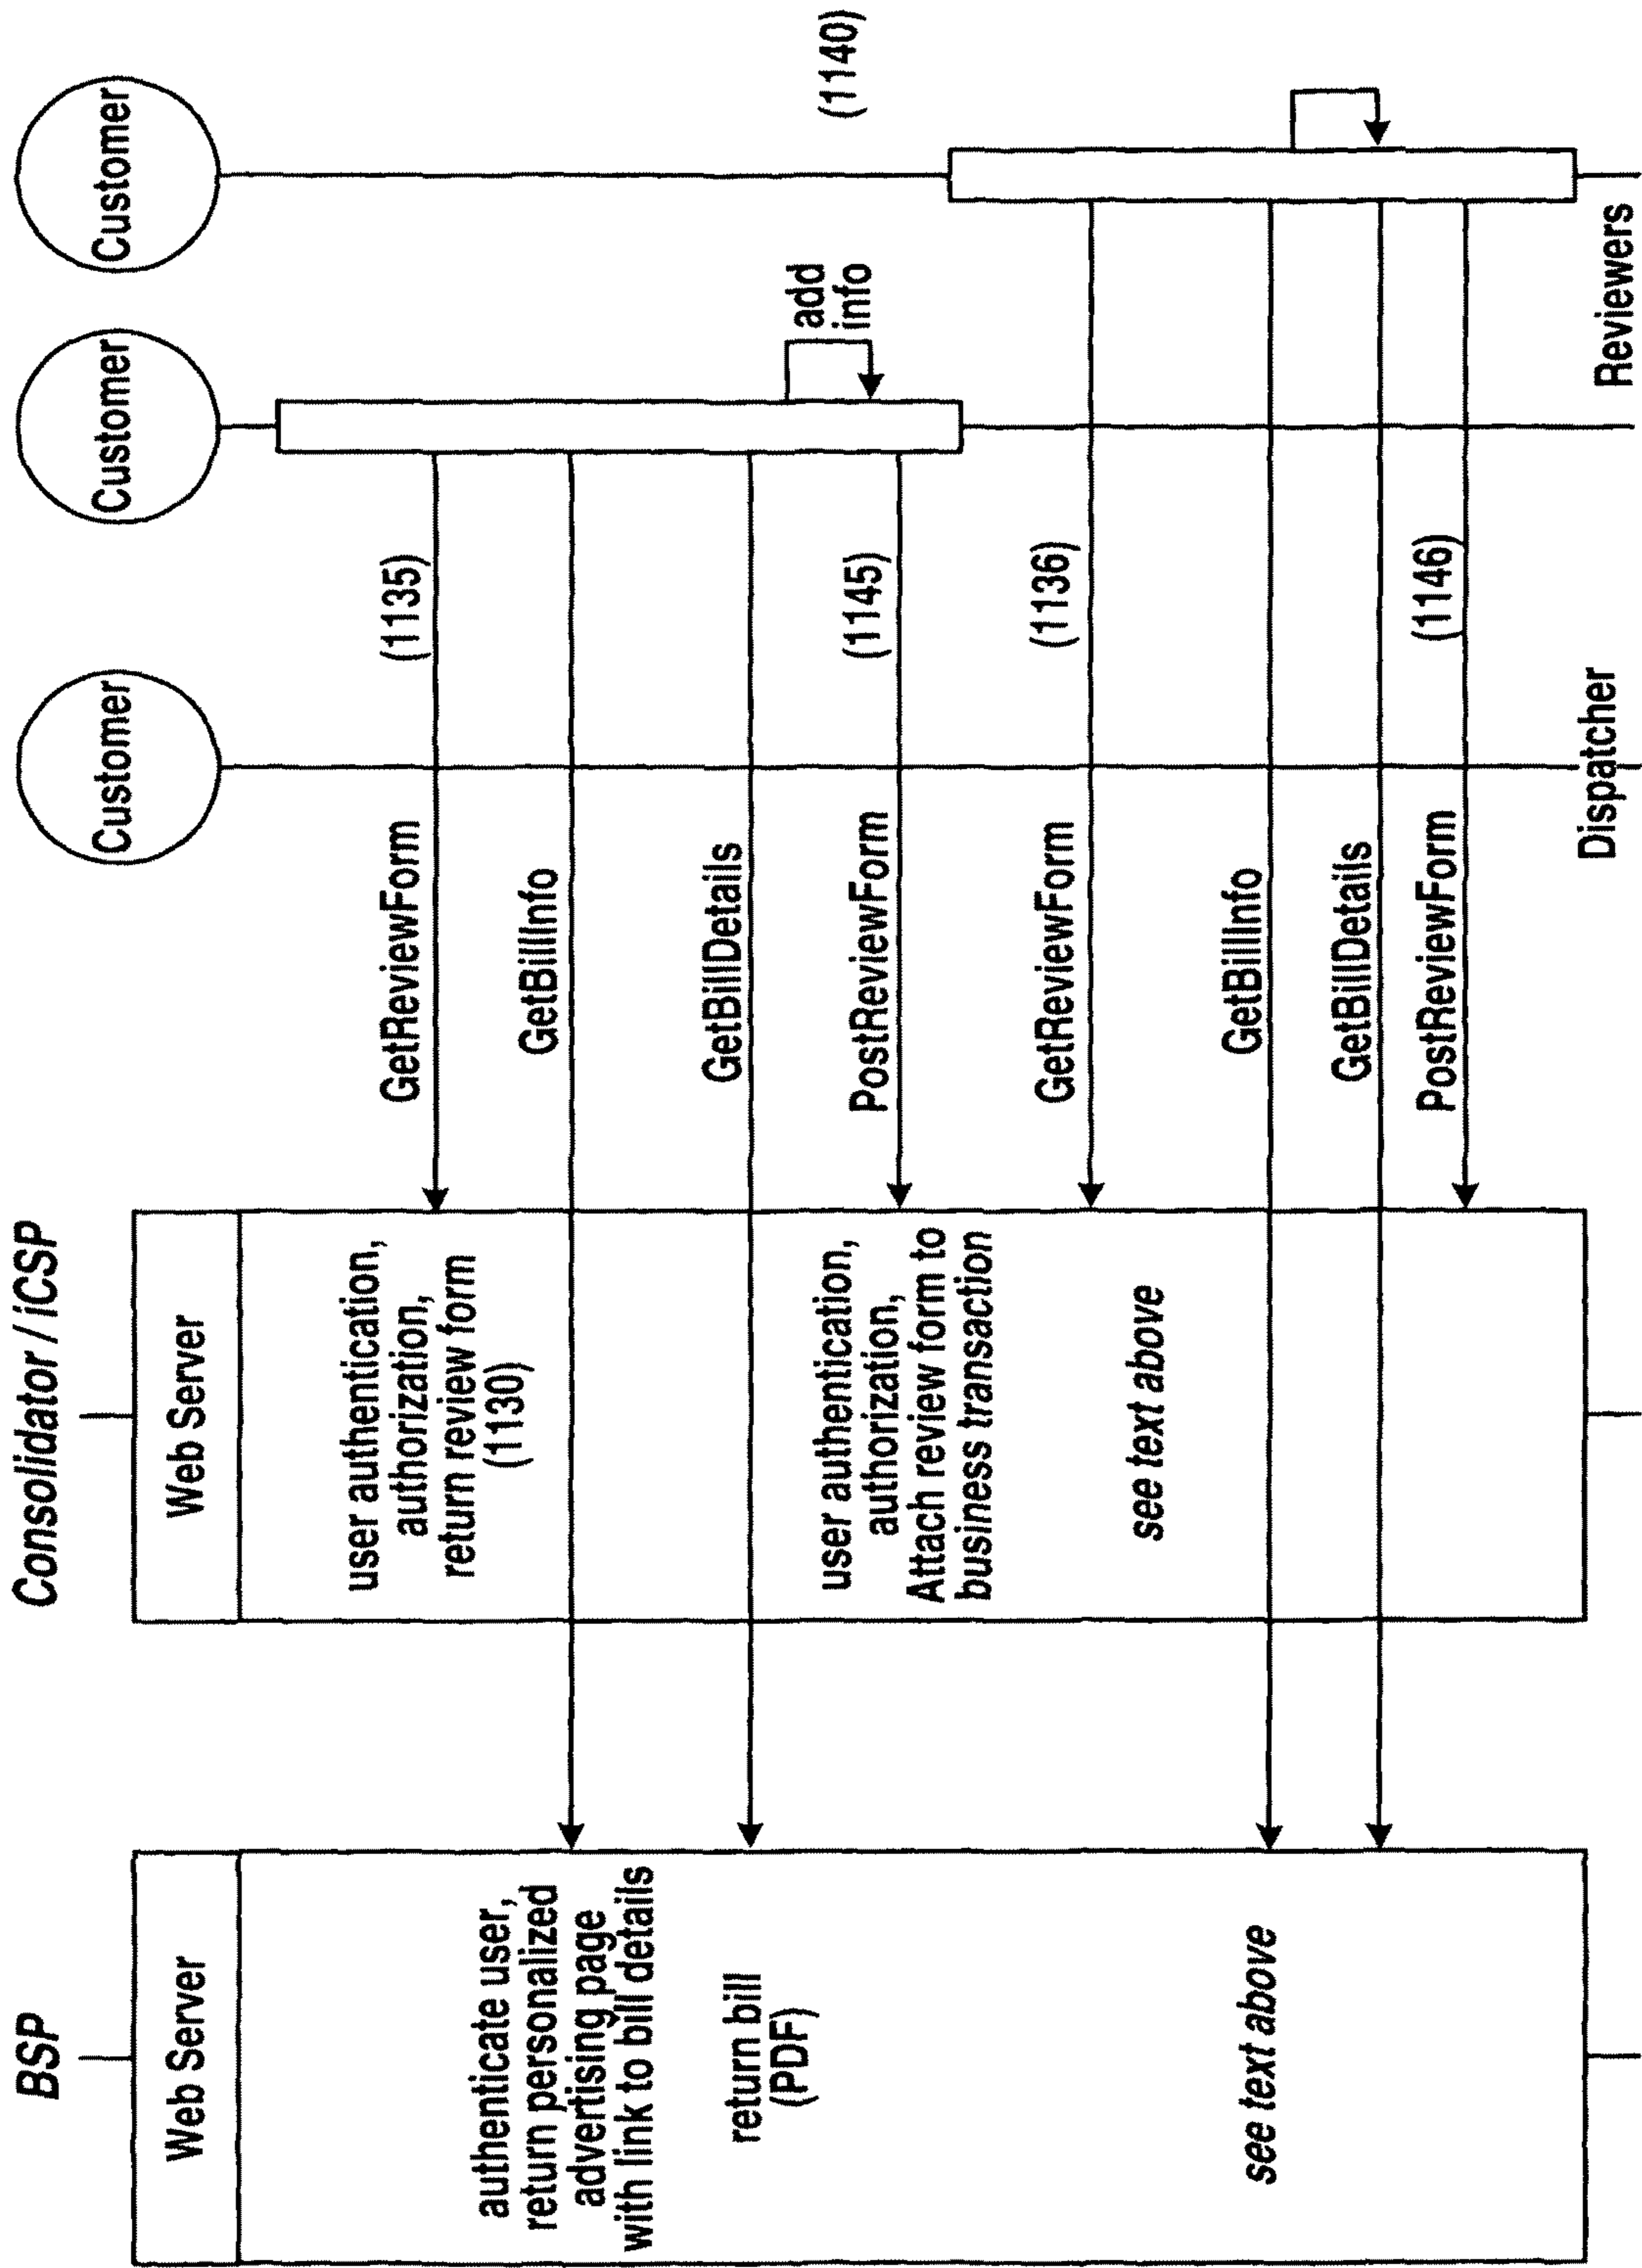 BSP
Consolidator / iCSP
Customer
Customer
Customer
Web Server
Web Server
user authentication,
authorization,
return review form
(1130)
GetReviewForm
(1135)
authenticate user,
return personalized
advertising page
with link to bill details
GetBillInfo
return bill
(PDF)
GetBillDetails
add
info
user authentication,
authorization,
Attach review form to
business transaction
PostReviewForm
(1145)
(1140)
see text above
GetReviewForm
(1136)
see text above
GetBillInfo
GetBillDetails
PostReviewForm
(1146)
Dispatcher
Reviewers